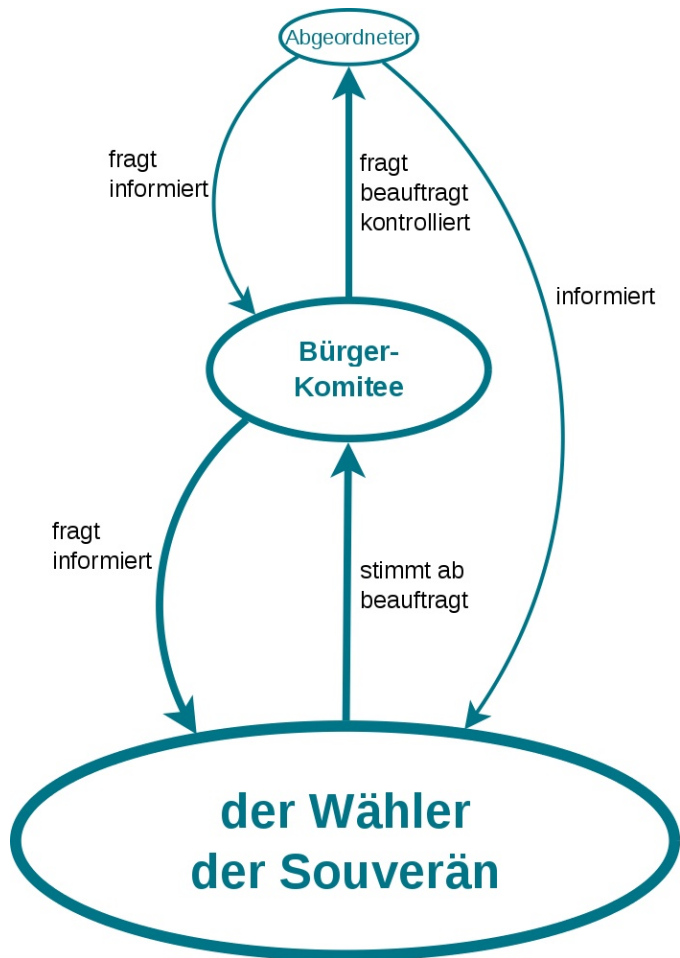 Abgeordneter
fragt
informiert
fragt
beauftragt
kontrolliert
informiert
Bürger-
Komitee
fragt
informiert
stimmt ab
beauftragt
der Wähler
der Souverän